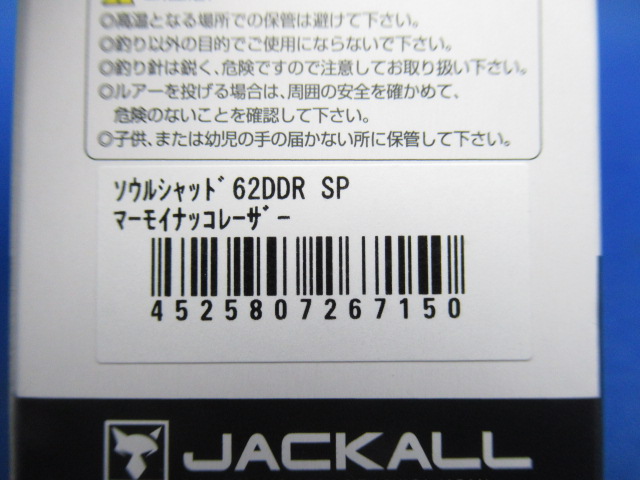 ◎高温となる場所での保管は避けて下さい。
◎釣り以外の目的でご使用にならないで下さい。
◎釣り針は鋭く、危険ですので注意してお取り扱い下さい。
◎ルアーを投げる場合は、周囲の安全を確かめて、
危険のないことを確認して下さい。
◎子供、または幼児の手の届かない所に保管して下さい。
ｿｳﾙｼｬｯﾄﾞ62DDR SP
ﾏｰﾓｲﾅｯｺﾚｰｻﾞｰ
4525807267150
JACKALL